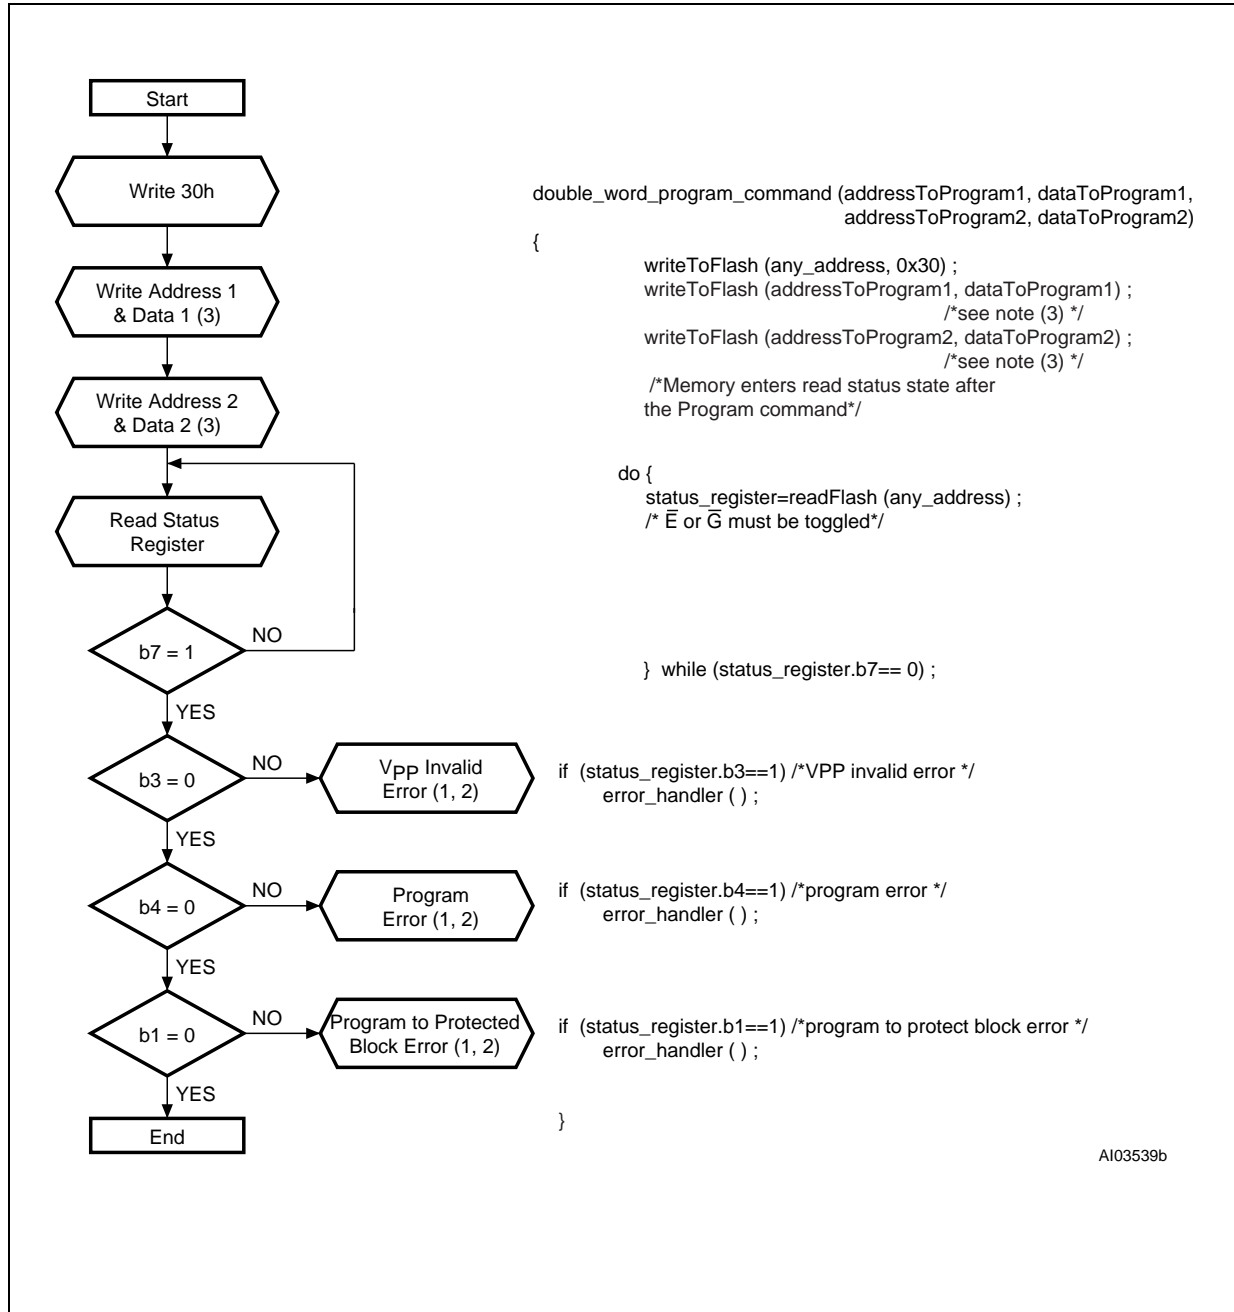 Start
Write 30h
Write Address 1
& Data 1 (3)
Write Address 2
& Data 2 (3)
Read Status
Register
b7 = 1
NO
YES
b3 = 0
NO
VPP Invalid
Error (1, 2)
YES
b4 = 0
NO
Program
Error (1, 2)
YES
b1 = 0
NO
Program to Protected
Block Error (1, 2)
YES
End
double_word_program_command (addressToProgram1, dataToProgram1,
addressToProgram2, dataToProgram2)
{
writeToFlash (any_address, 0x30) ;
writeToFlash (addressToProgram1, dataToProgram1) ;
/*see note (3) */
writeToFlash (addressToProgram2, dataToProgram2) ;
/*see note (3) */
/*Memory enters read status state after
the Program command*/
do {
status_register=readFlash (any_address) ;
/* E̅ or G̅ must be toggled*/
} while (status_register.b7== 0) ;
if (status_register.b3==1) /*VPP invalid error */
error_handler ( ) ;
if (status_register.b4==1) /*program error */
error_handler ( ) ;
if (status_register.b1==1) /*program to protect block error */
error_handler ( ) ;
}
AI03539b